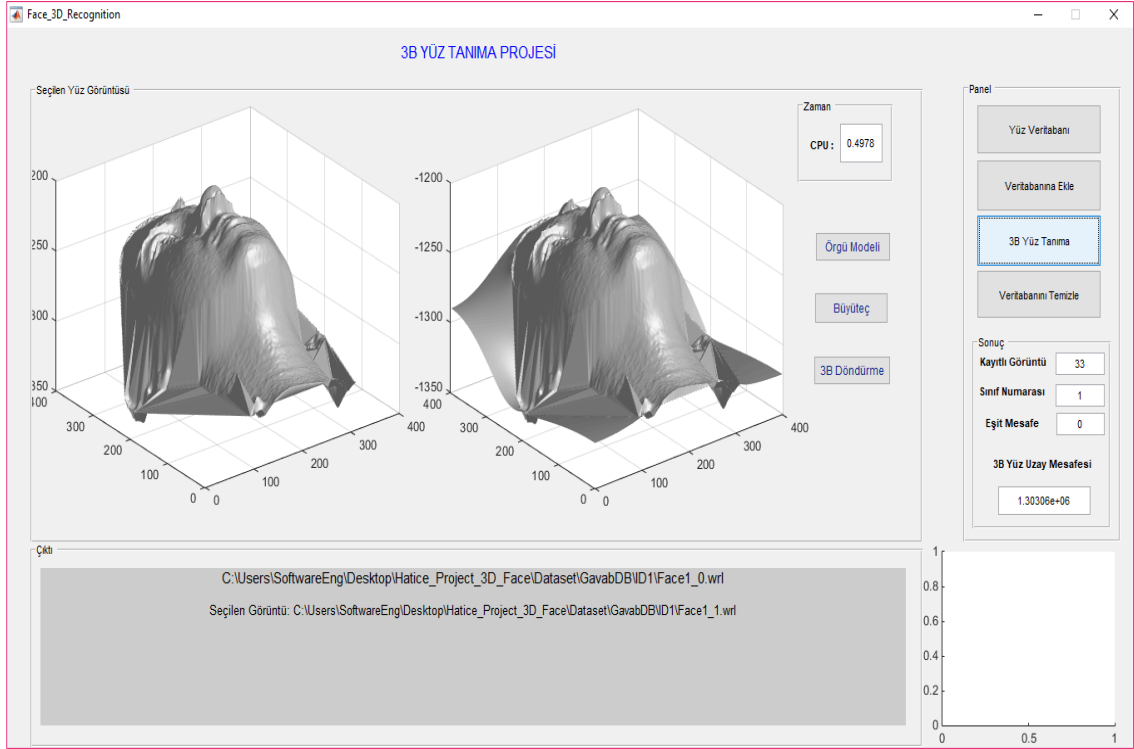 Face_3D_Recognition
3B YÜZ TANIMA PROJESİ
Seçilen Yüz Görüntüsü
200
250
300
350
400
300
200
100
0
0
100
200
300
400
-1200
-1250
-1300
-1350
400
300
200
100
0
0
100
200
300
400
Zaman
CPU : 0.4978
Örgü Modeli
Büyüteç
3B Döndürme
Panel
Yüz Veritabanı
Veritabanına Ekle
3B Yüz Tanıma
Veritabanını Temizle
Sonuç
Kayıtlı Görüntü 33
Sınıf Numarası 1
Eşit Mesafe 0
3B Yüz Uzay Mesafesi
1.30306e+06
Çıktı
C:\Users\SoftwareEng\Desktop\Hatice_Project_3D_Face\Dataset\GavabDB\ID1\Face1_0.wrl
Seçilen Görüntü: C:\Users\SoftwareEng\Desktop\Hatice_Project_3D_Face\Dataset\GavabDB\ID1\Face1_1.wrl
1
0.8
0.6
0.4
0.2
0
0
0.5
1